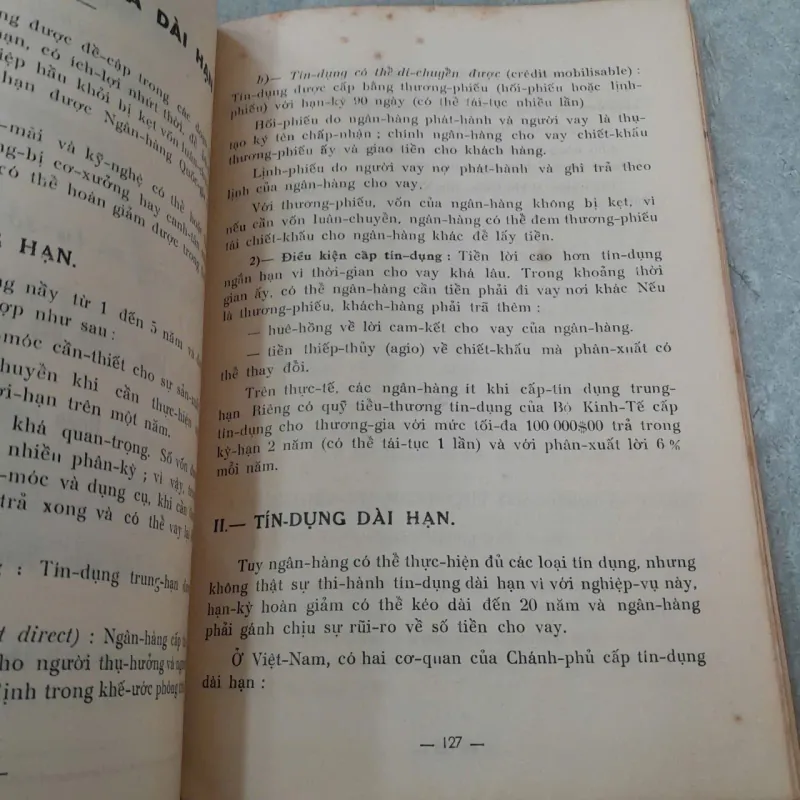 A DÀI HẠN
—
ng được đề-cập trong các đoạn
hạn, có ích-lợi nhứt thời, để
iệp hầu khỏi bị kẹt vốn luân-
hạn được Ngân-hàng Quốc-
-mãi và kỹ-nghệ có thể
ng-bị cơ-xưởng hay canh-tân
có thể hoàn giảm được trong
G HẠN.
ng nầy từ 1 đến 5 năm và
ợp như sau :
-móc cần-thiết cho sự sản-
chuyền khi cần thực-hiện
ời-hạn trên một năm.
khá quan-trọng. Số vốn
nhiều phân-kỳ ; vì vậy,
-móc và dụng cụ, khi cần
trả xong và có thể vay
g : Tín-dụng trung-hạn
t direct) : Ngân-hàng cấp
ho người thụ-hưởng và
định trong khế-ước phỏng
b)— Tín-dụng có thể di-chuyền được (crédit mobilisable) :
Tín-dụng được cấp bằng thương-phiếu (hối-phiếu hoặc lịnh-
phiếu) với hạn-kỳ 90 ngày (có thể tái-tục nhiều lần)
Hối-phiếu do ngân-hàng phát-hành và người vay là thụ-
tạo ký tên chấp-nhận ; chính ngân-hàng cho vay chiết-khấu
thương-phiếu ấy và giao tiền cho khách hàng.
Lịnh-phiếu do người vay nợ phát-hành và ghi trả theo
lịnh của ngân-hàng cho vay.
Với thương-phiếu, vốn của ngân-hàng không bị kẹt, vì
nếu cần vốn luân-chuyền, ngân-hàng có thể đem thương-phiếu
tái chiết-khấu cho ngân-hàng khác để lấy tiền.
2)— Điều kiện cấp tín-dụng : Tiền lời cao hơn tín-dụng
ngắn hạn vì thời-gian cho vay khá lâu. Trong khoảng thời
gian ấy, có thể ngân-hàng cần tiền phải đi vay nơi khác Nếu
là thương-phiếu, khách-hàng phải trã thêm :
— huê-hồng về lời cam-kết cho vay của ngân-hàng.
— tiền thiếp-thủy (agio) về chiết-khấu mà phân-xuất có
thể thay đổi.
Trên thực-tế, các ngân-hàng ít khi cấp-tín dụng trung-
hạn Riêng có quỹ tiểu-thương tín-dụng của Bộ Kinh-Tế cấp
tín-dụng cho thương-gia với mức tối-đa 100 000$00 trả trong
kỳ-hạn 2 năm (có thể tái-tục 1 lần) và với phân-xuất lời 6 %
mỗi năm.
II.— TÍN-DỤNG DÀI HẠN.
Tuy ngân-hàng có thể thực-hiện đủ các loại tín dụng, nhưng
không thật sự thi-hành tín-dụng dài hạn vì với nghiệp-vụ này,
hạn-kỳ hoàn giảm có thể kéo dài đến 20 năm và ngân-hàng
phải gánh chịu sự rũi-ro về số tiền cho vay.
Ở Việt-Nam, có hai cơ-quan của Chánh-phủ cấp tín-dụng
dài hạn :
— 127 —